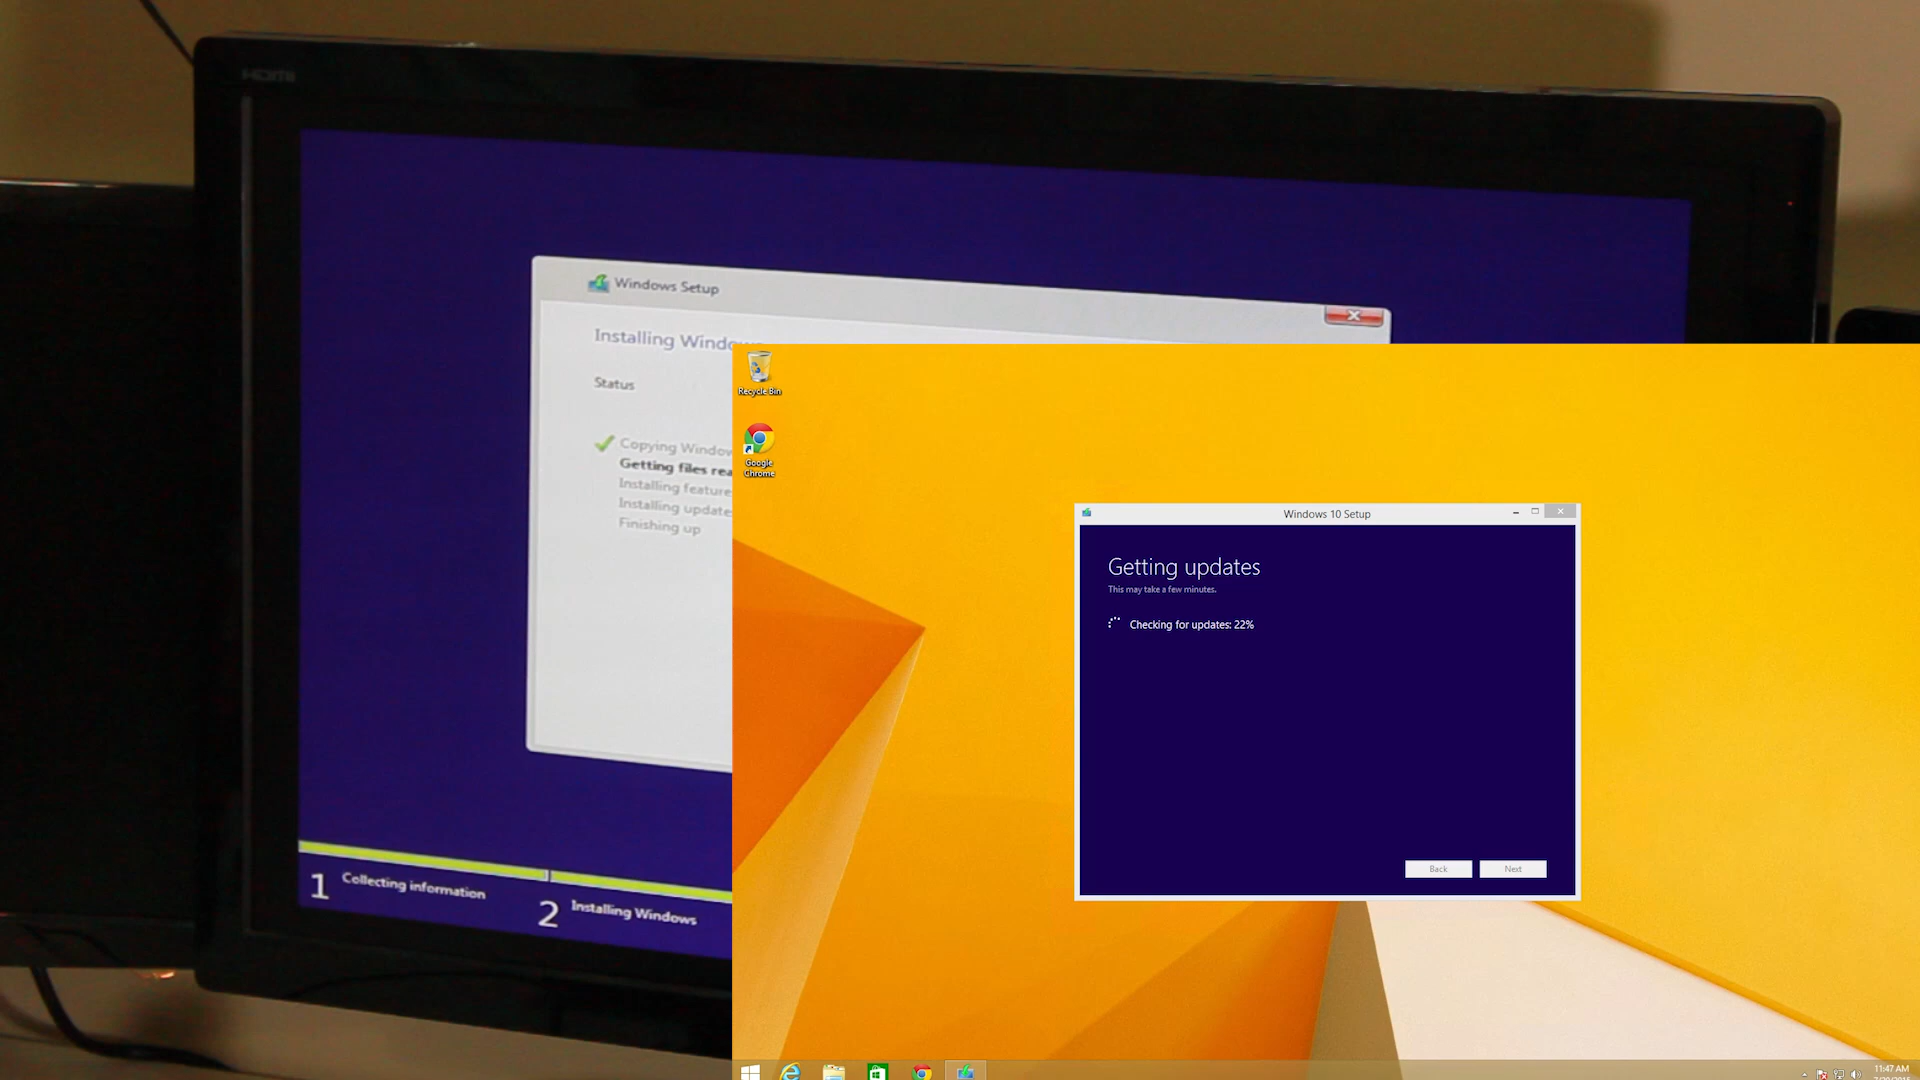 HDMI
Windows Setup
Installing Windows
Status
Copying Window
Getting files rea
Installing feature
Installing update
Finishing up
1 Collecting information
2 Installing Windows
Recycle Bin
Google
Chrome
Windows 10 Setup
Getting updates
This may take a few minutes.
Checking for updates: 22%
Back
Next
11:47 AM